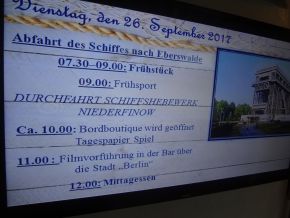 Dienstag, den 26. September 2017
Abfahrt des Schiffes nach Eberswalde
07.30–09.00: Frühstück
09.00: Frühsport
DURCHFAHRT SCHIFFSHEBEWERK
NIEDERFINOW
Ca. 10.00: Bordboutique wird geöffnet
Tagespapier Spiel
11.00 : Filmvorführung in der Bar über
die Stadt „Berlin“
12.00: Mittagessen